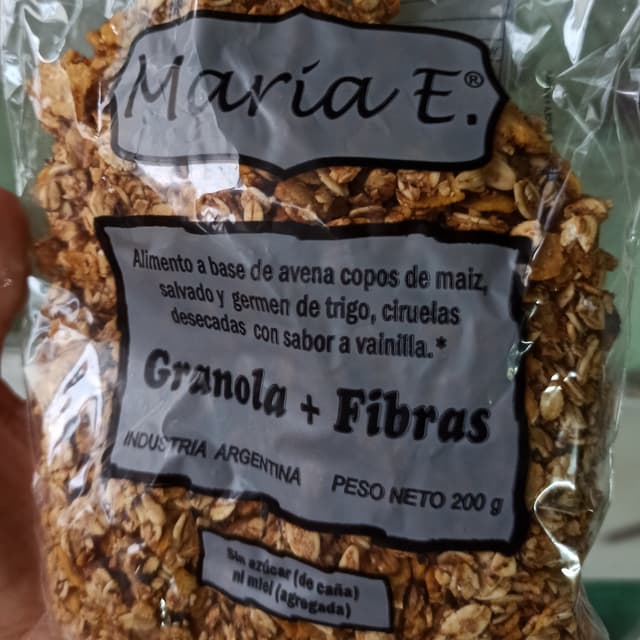 María E.®
Alimento a base de avena copos de maiz,
salvado y germen de trigo, ciruelas
desecadas con sabor a vainilla.*
Granola + Fibras
INDUSTRIA ARGENTINA PESO NETO 200 g
Sin azúcar (de caña)
ni miel (agregada)